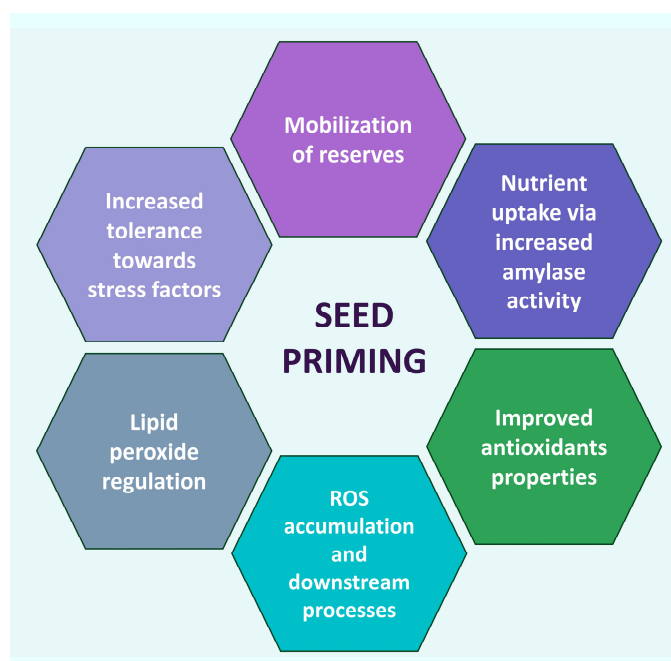 Mobilization
of reserves
Nutrient
uptake via
increased
amylase
activity
Improved
antioxidants
properties
ROS
accumulation
and
downstream
processes
Lipid
peroxide
regulation
Increased
tolerance
towards
stress factors
SEED
PRIMING